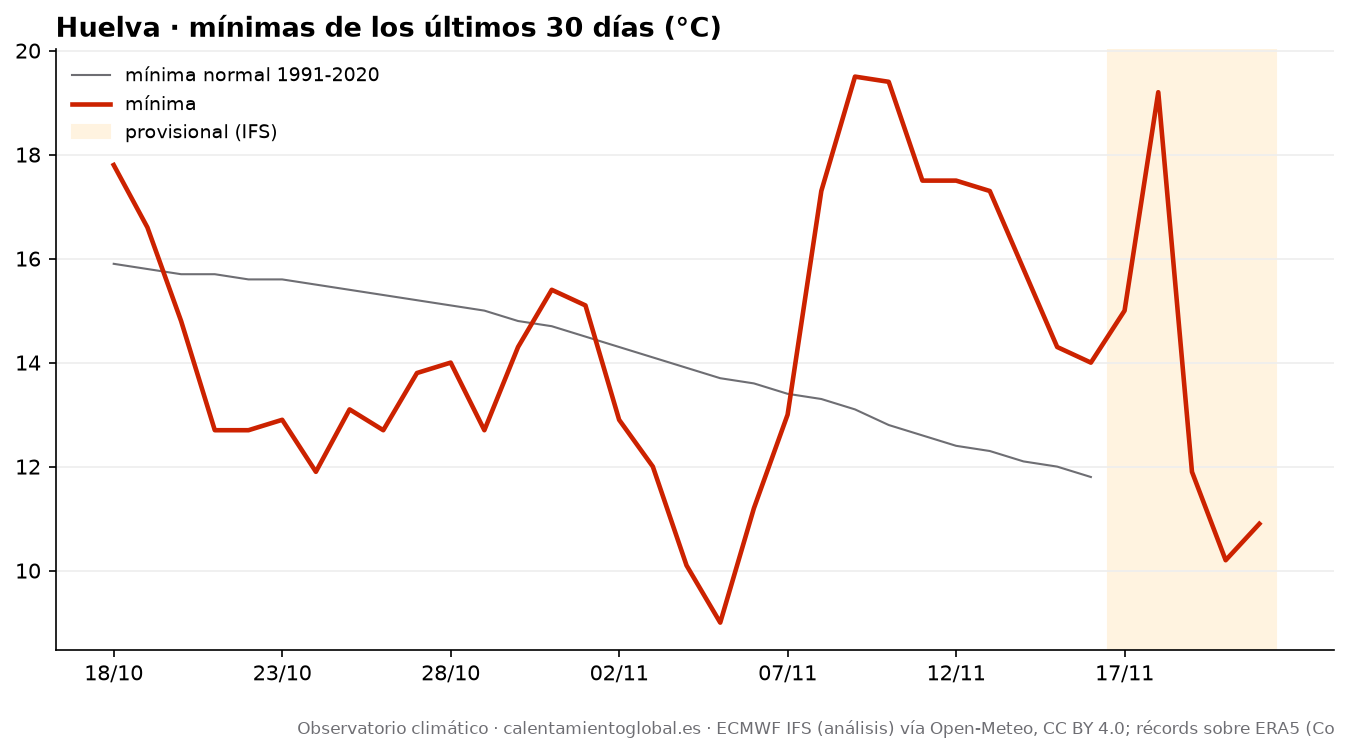 Huelva · mínimas de los últimos 30 días (°C)
20
18
16
14
12
10
mínima normal 1991-2020
mínima
provisional (IFS)
18/10 23/10 28/10 02/11 07/11 12/11 17/11
Observatorio climático · calentamientoglobal.es · ECMWF IFS (análisis) vía Open-Meteo, CC BY 4.0; récords sobre ERA5 (Co